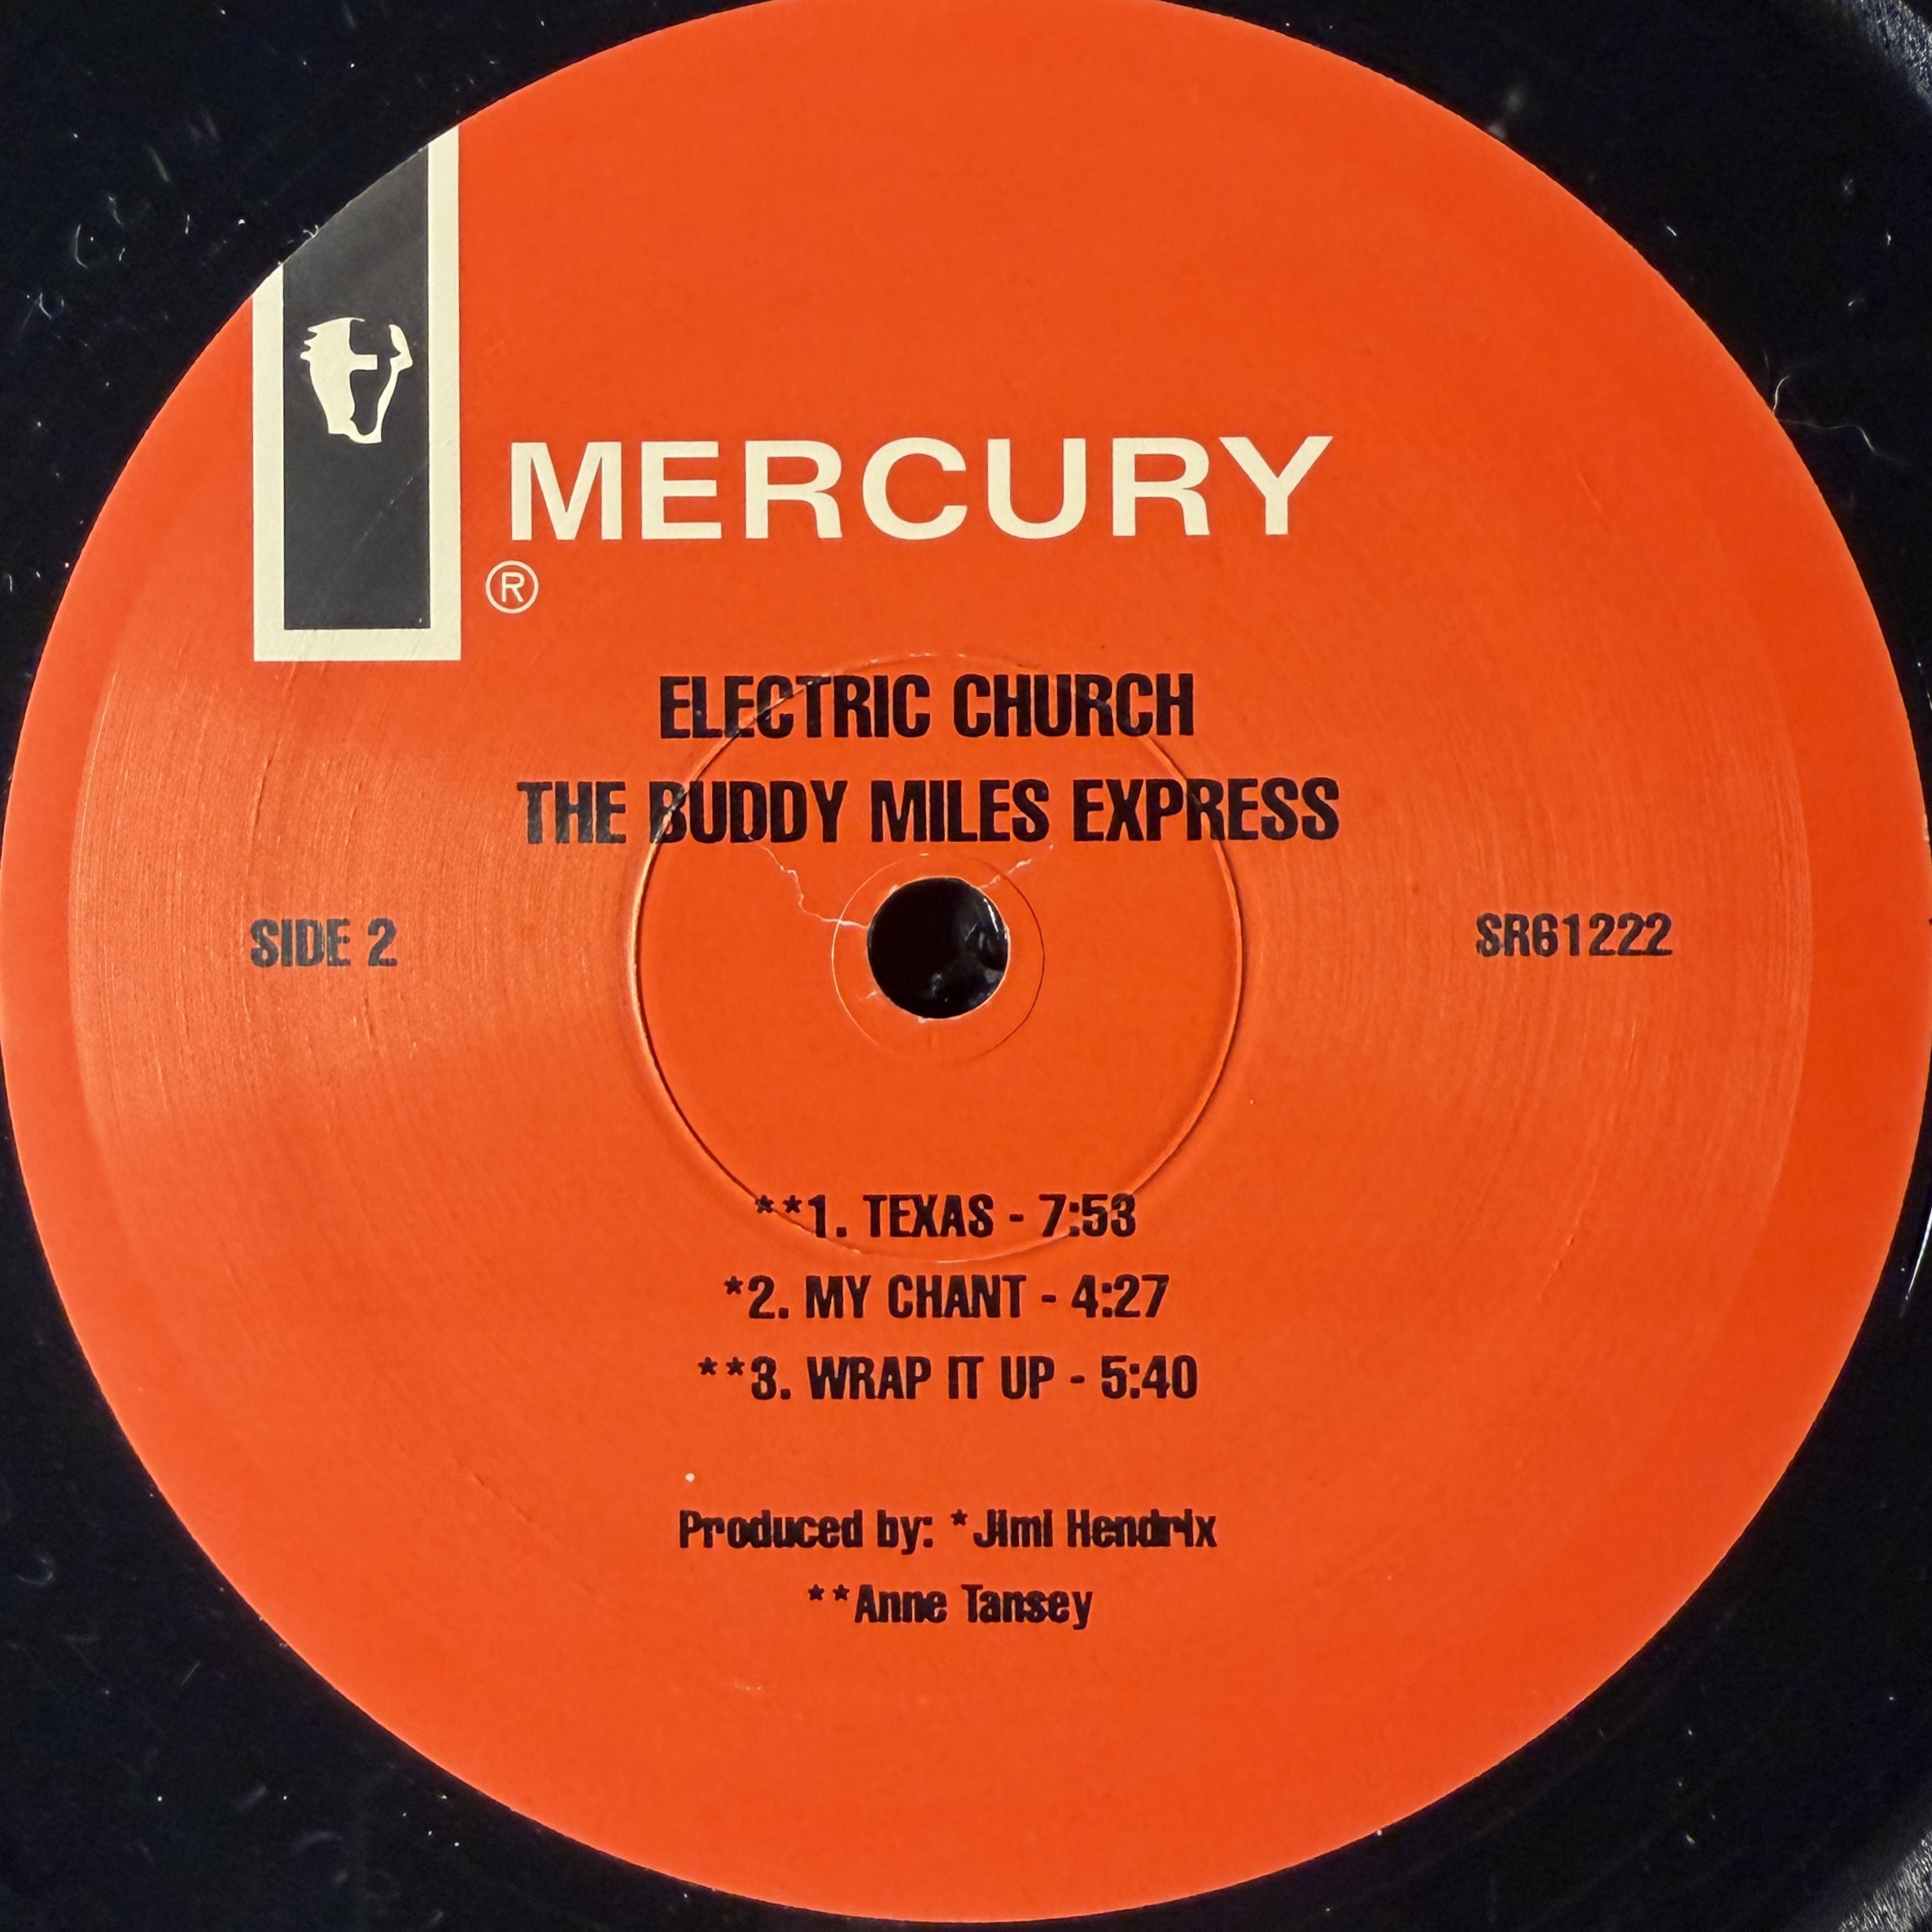 MERCURY
®
ELECTRIC CHURCH
THE BUDDY MILES EXPRESS
SIDE 2
SR61222
**1. TEXAS - 7:53
*2. MY CHANT - 4:27
**3. WRAP IT UP - 5:40
Produced by: *Jimi Hendrix
**Anne Tansey